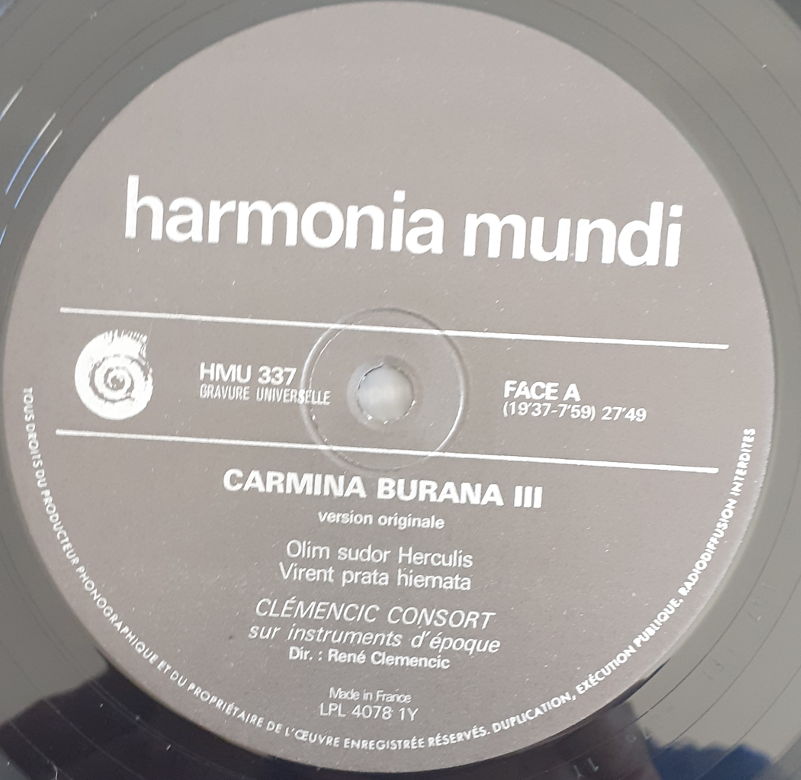 harmonia mundi
HMU 337
GRAVURE UNIVERSELLE
FACE A
(19'37-7'59) 27'49
CARMINA BURANA III
version originale
Olim sudor Herculis
Virent prata hiemata
CLÉMENCIC CONSORT
sur instruments d'époque
Dir. : René Clemencic
Made in France
LPL 4078 1Y
TOUS DROITS DU PRODUCTEUR PHONOGRAPHIQUE ET DU PROPRIÉTAIRE DE L'ŒUVRE ENREGISTRÉE RÉSERVÉS. DUPLICATION, EXÉCUTION PUBLIQUE, RADIODIFFUSION INTERDITES